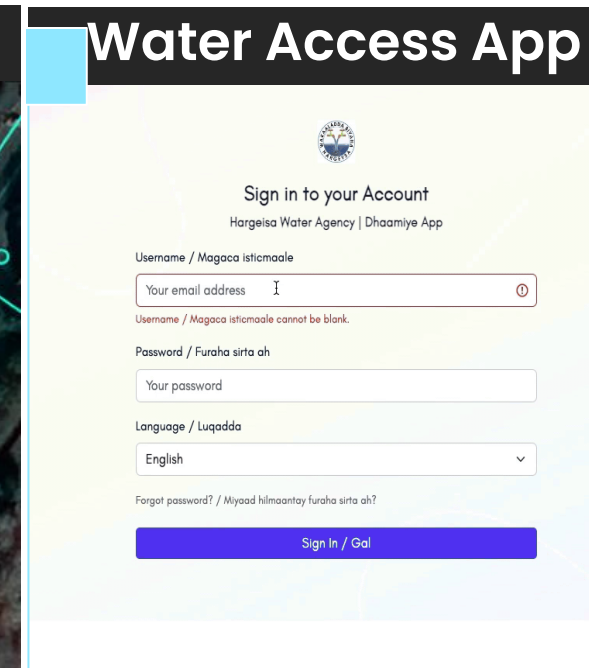 Water Access App
Sign in to your Account
Hargeisa Water Agency | Dhaamiye App
Username / Magaca isticmaale
Your email address
Username / Magaca isticmaale cannot be blank.
Password / Furaha sirta ah
Your password
Language / Luqadda
English
Forgot password? / Miyaad hilmaantay furaha sirta ah?
Sign In / Gal